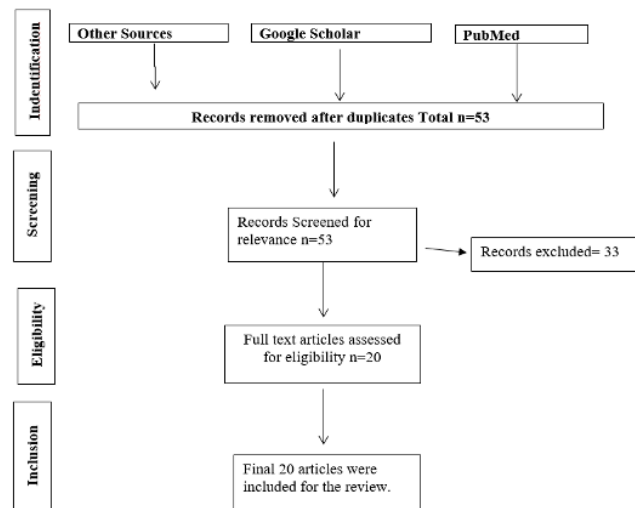 Indentification
Other Sources
Google Scholar
PubMed
Records removed after duplicates Total n=53
Screening
Records Screened for
relevance n=53
Records excluded= 33
Eligibility
Full text articles assessed
for eligibility n=20
Inclusion
Final 20 articles were
included for the review.